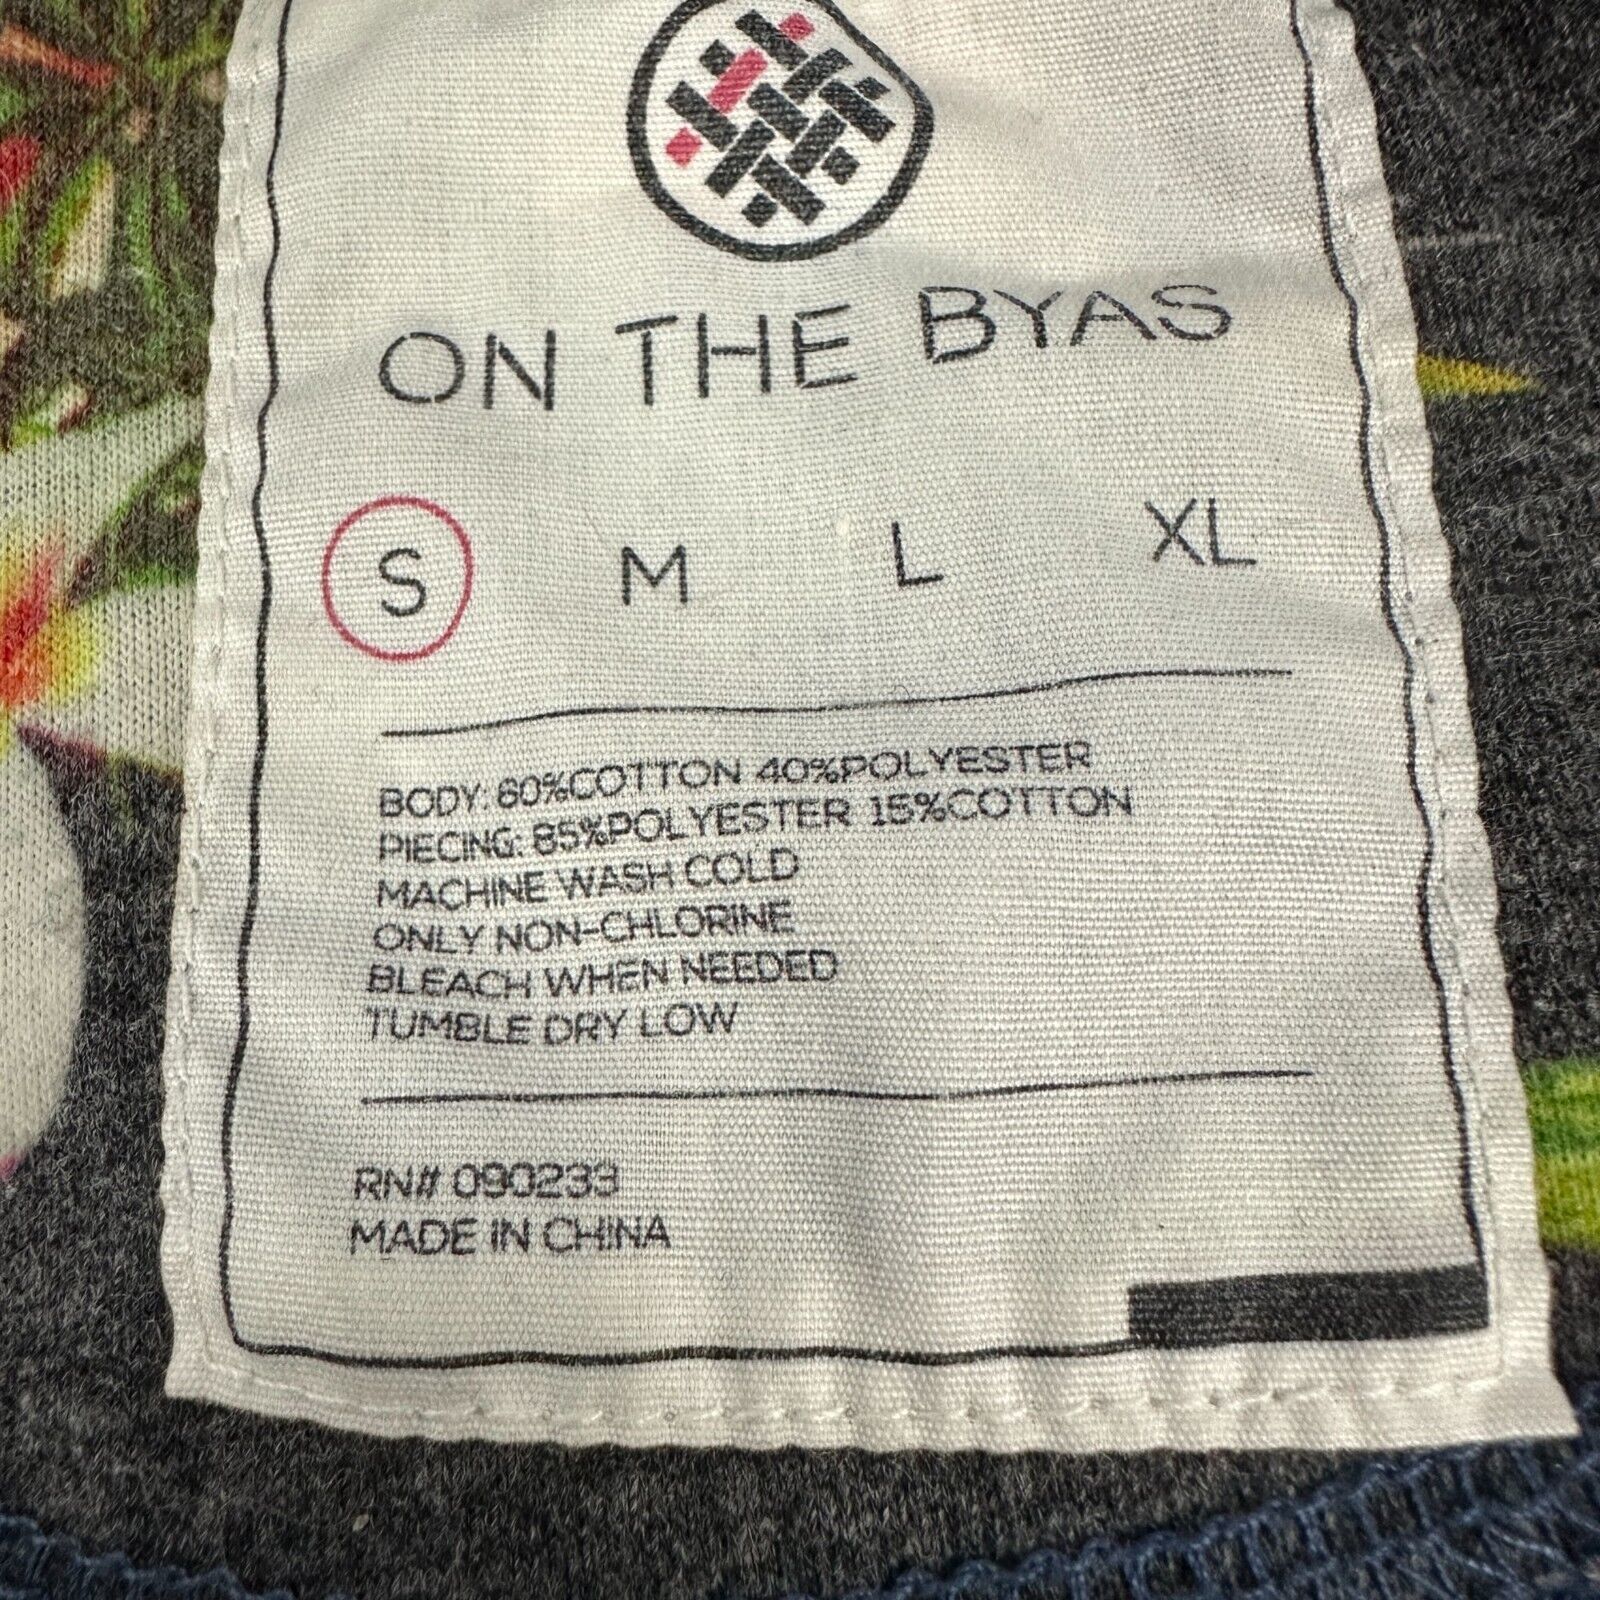 ON THE BYAS
S M L XL
BODY: 60%COTTON 40%POLYESTER
PIECING: 85%POLYESTER 15%COTTON
MACHINE WASH COLD
ONLY NON-CHLORINE
BLEACH WHEN NEEDED
TUMBLE DRY LOW
RN# 090233
MADE IN CHINA